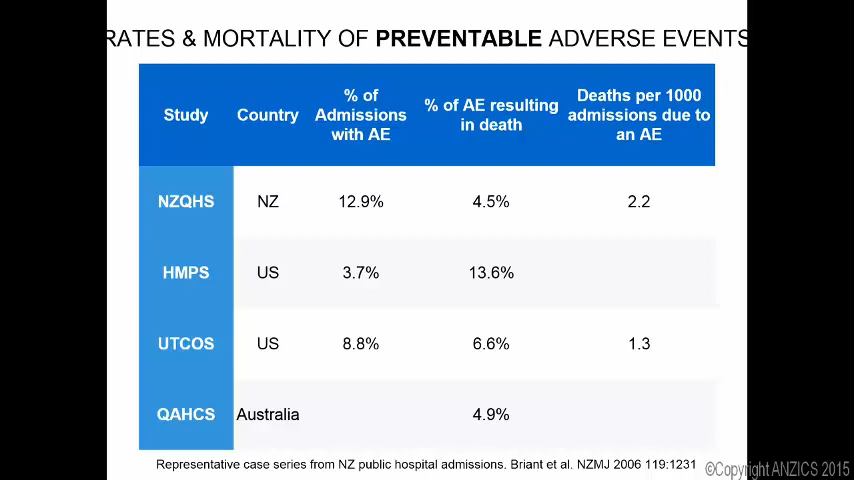 RATES & MORTALITY OF PREVENTABLE ADVERSE EVENTS
Study Country % of Admissions with AE % of AE resulting in death Deaths per 1000 admissions due to an AE
NZQHS NZ 12.9% 4.5% 2.2
HMPS US 3.7% 13.6%
UTCOS US 8.8% 6.6% 1.3
QAHCS Australia 4.9%
Representative case series from NZ public hospital admissions. Briant et al. NZMJ 2006 119:1231
©Copyright ANZICS 2015